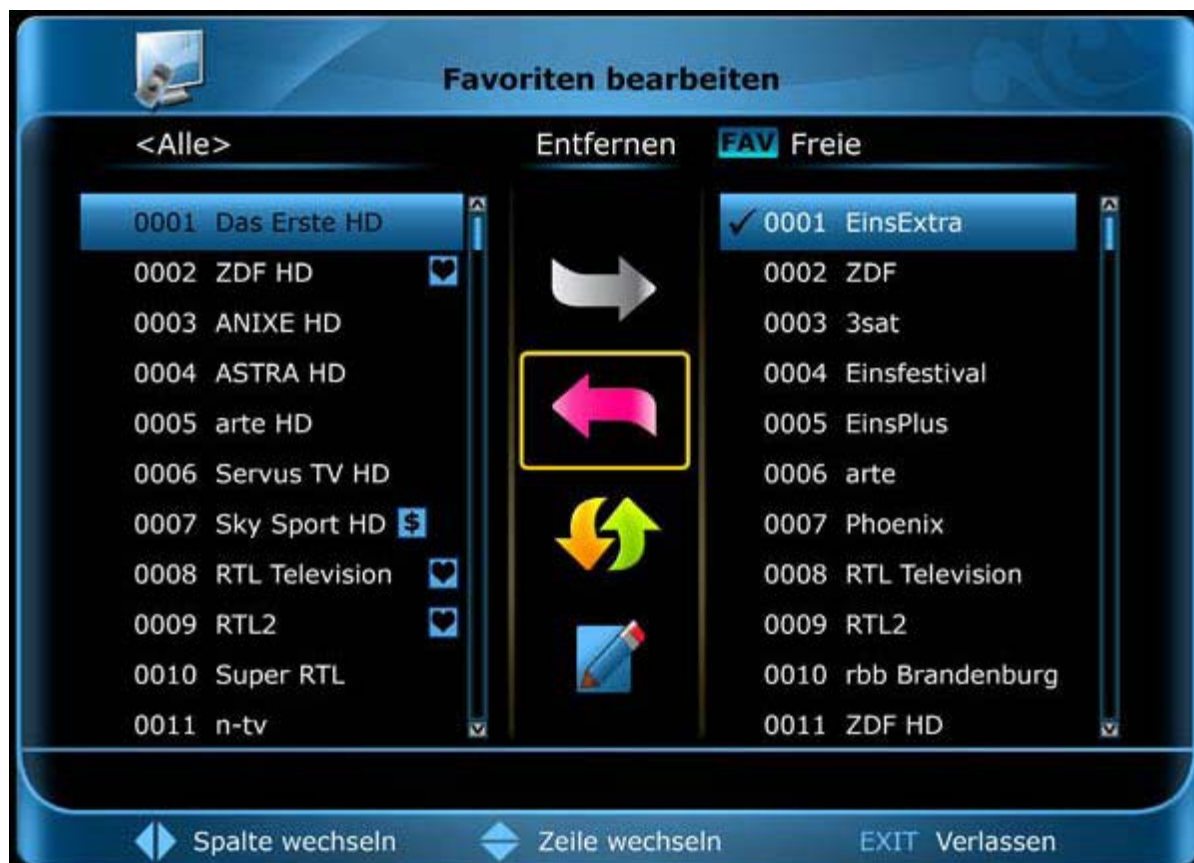 Favoriten bearbeiten
<Alle> Entfernen FAV Freie
0001 Das Erste HD
0002 ZDF HD
0003 ANIXE HD
0004 ASTRA HD
0005 arte HD
0006 Servus TV HD
0007 Sky Sport HD $
0008 RTL Television
0009 RTL2
0010 Super RTL
0011 n-tv
0001 EinsExtra
0002 ZDF
0003 3sat
0004 Einsfestival
0005 EinsPlus
0006 arte
0007 Phoenix
0008 RTL Television
0009 RTL2
0010 rbb Brandenburg
0011 ZDF HD
Spalte wechseln Zeile wechseln EXIT Verlassen